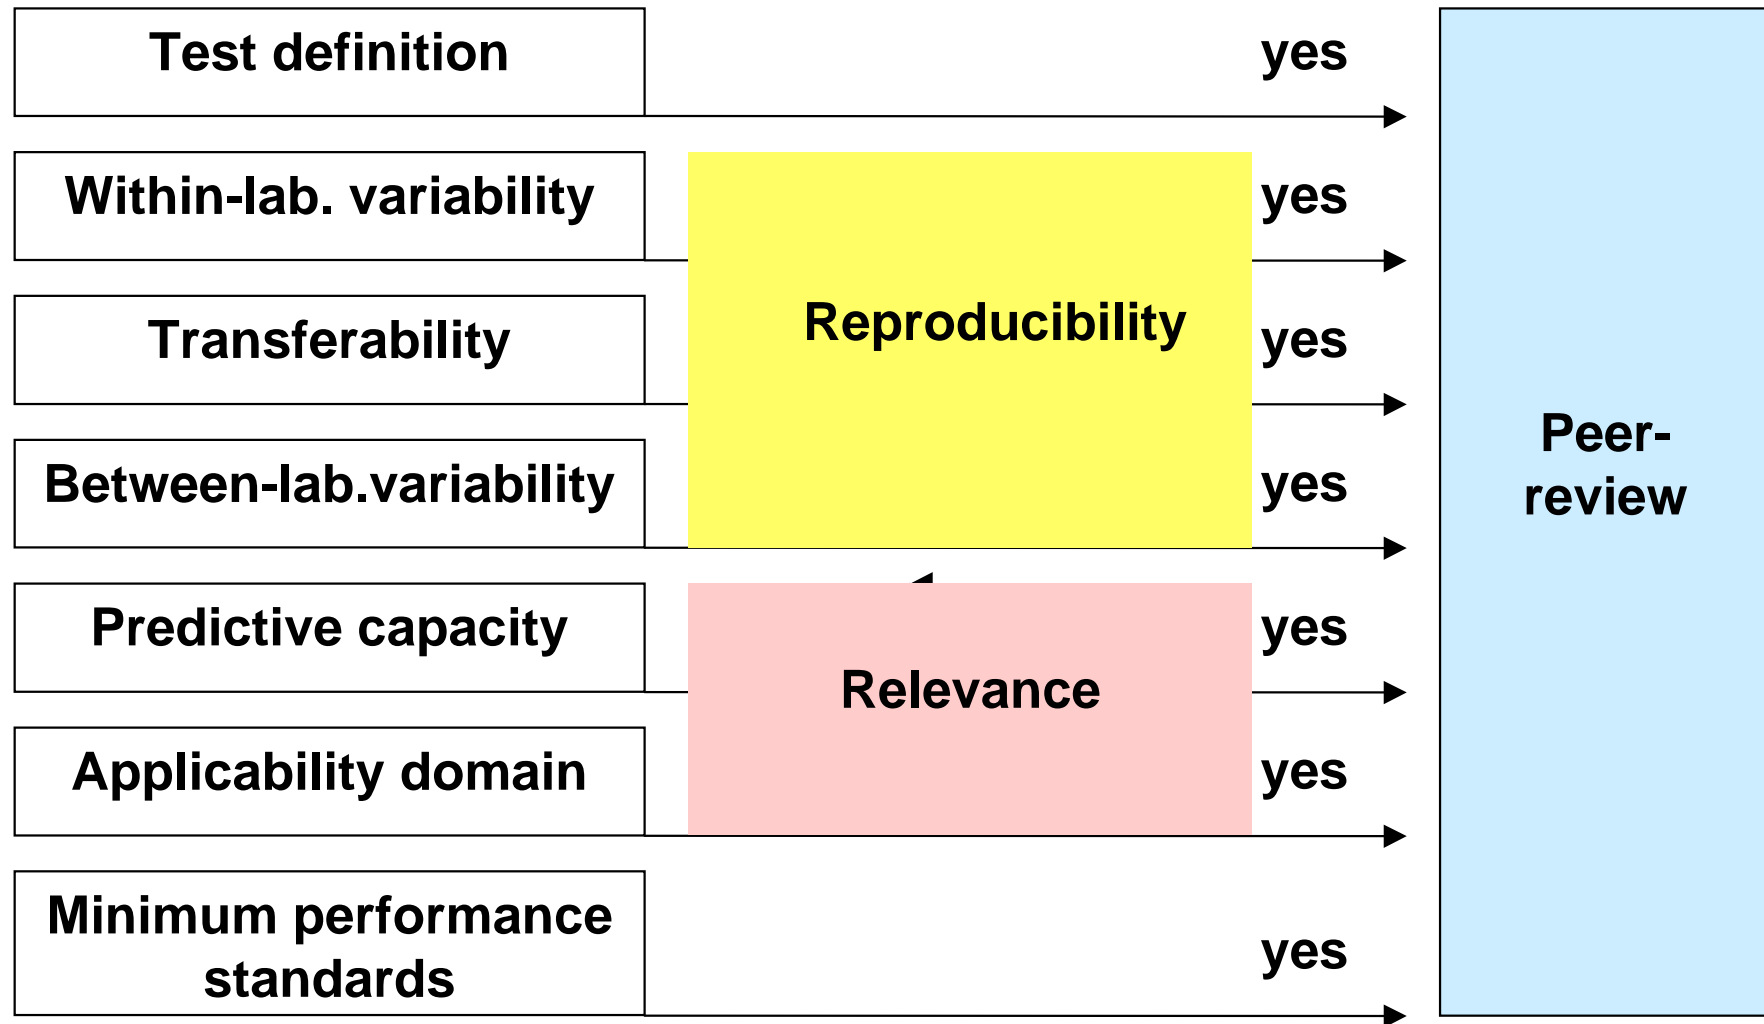 Test definition
yes
Within-lab. variability
yes
Reproducibility
Transferability
yes
Between-lab.variability
yes
Peer-
review
Predictive capacity
yes
Relevance
Applicability domain
yes
Minimum performance
standards
yes